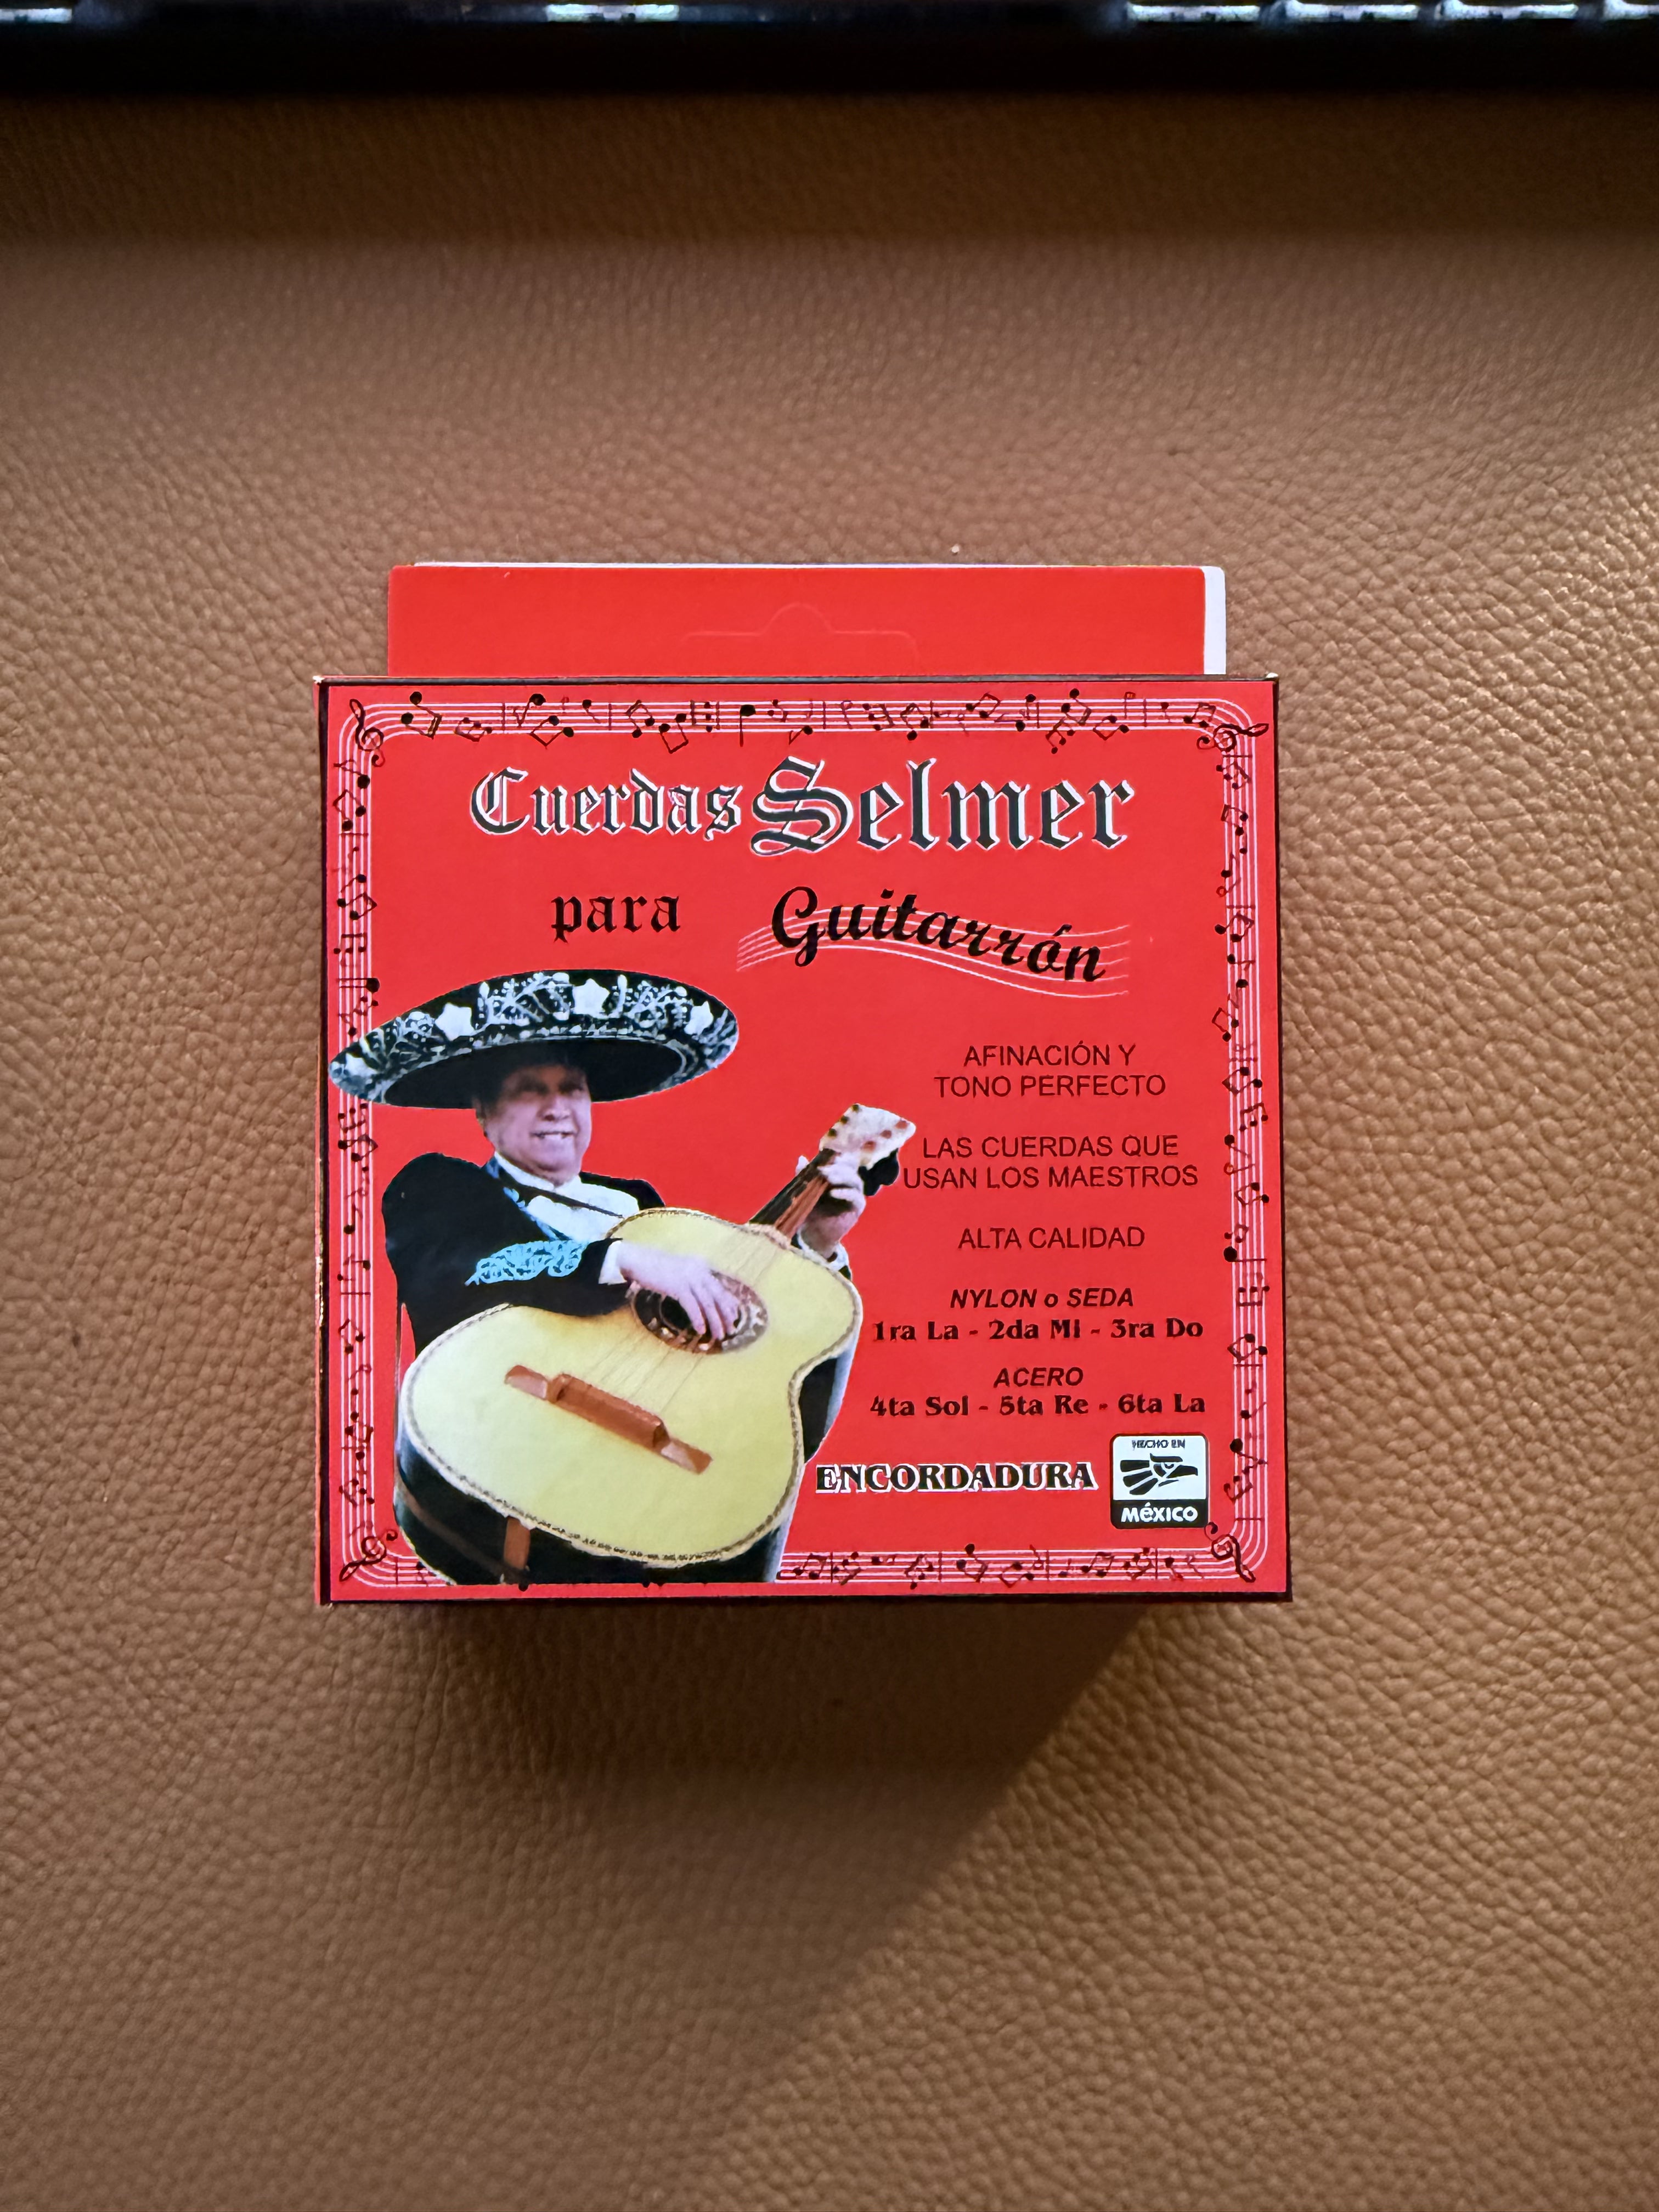 Cuerdas Selmer
para Guitarrón
AFINACIÓN Y
TONO PERFECTO
LAS CUERDAS QUE
USAN LOS MAESTROS
ALTA CALIDAD
NYLON o SEDA
1ra La - 2da Mi - 3ra Do
ACERO
4ta Sol - 5ta Re - 6ta La
ENCORDADURA
HECHO EN
MéXICO